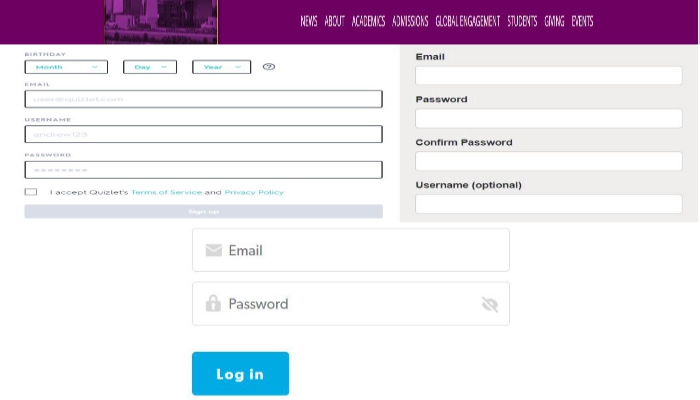 NEWS ABOUT ACADEMICS ADMISSIONS GLOBAL ENGAGEMENT STUDENTS GIVING EVENTS
BIRTHDAY
Month Day Year ?
EMAIL
user@quizlet.com
USERNAME
andrew123
PASSWORD
●●●●●●●●
I accept Quizlet's Terms of Service and Privacy Policy
Sign up
Email
Password
Confirm Password
Username (optional)
Email
Password
Log in